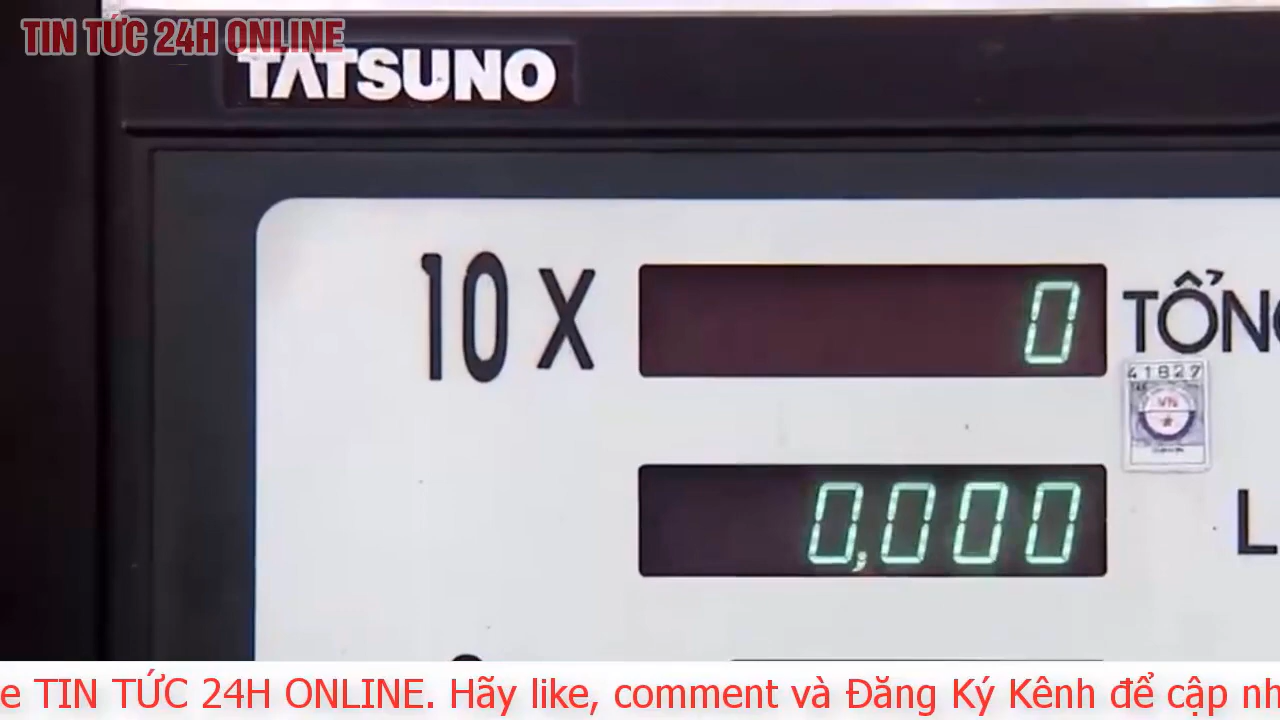 TIN TỨC 24H ONLINE
TATSUNO
10 X 0 TỔNG
41827
VN
0,000 L
e TIN TỨC 24H ONLINE. Hãy like, comment và Đăng Ký Kênh để cập nh